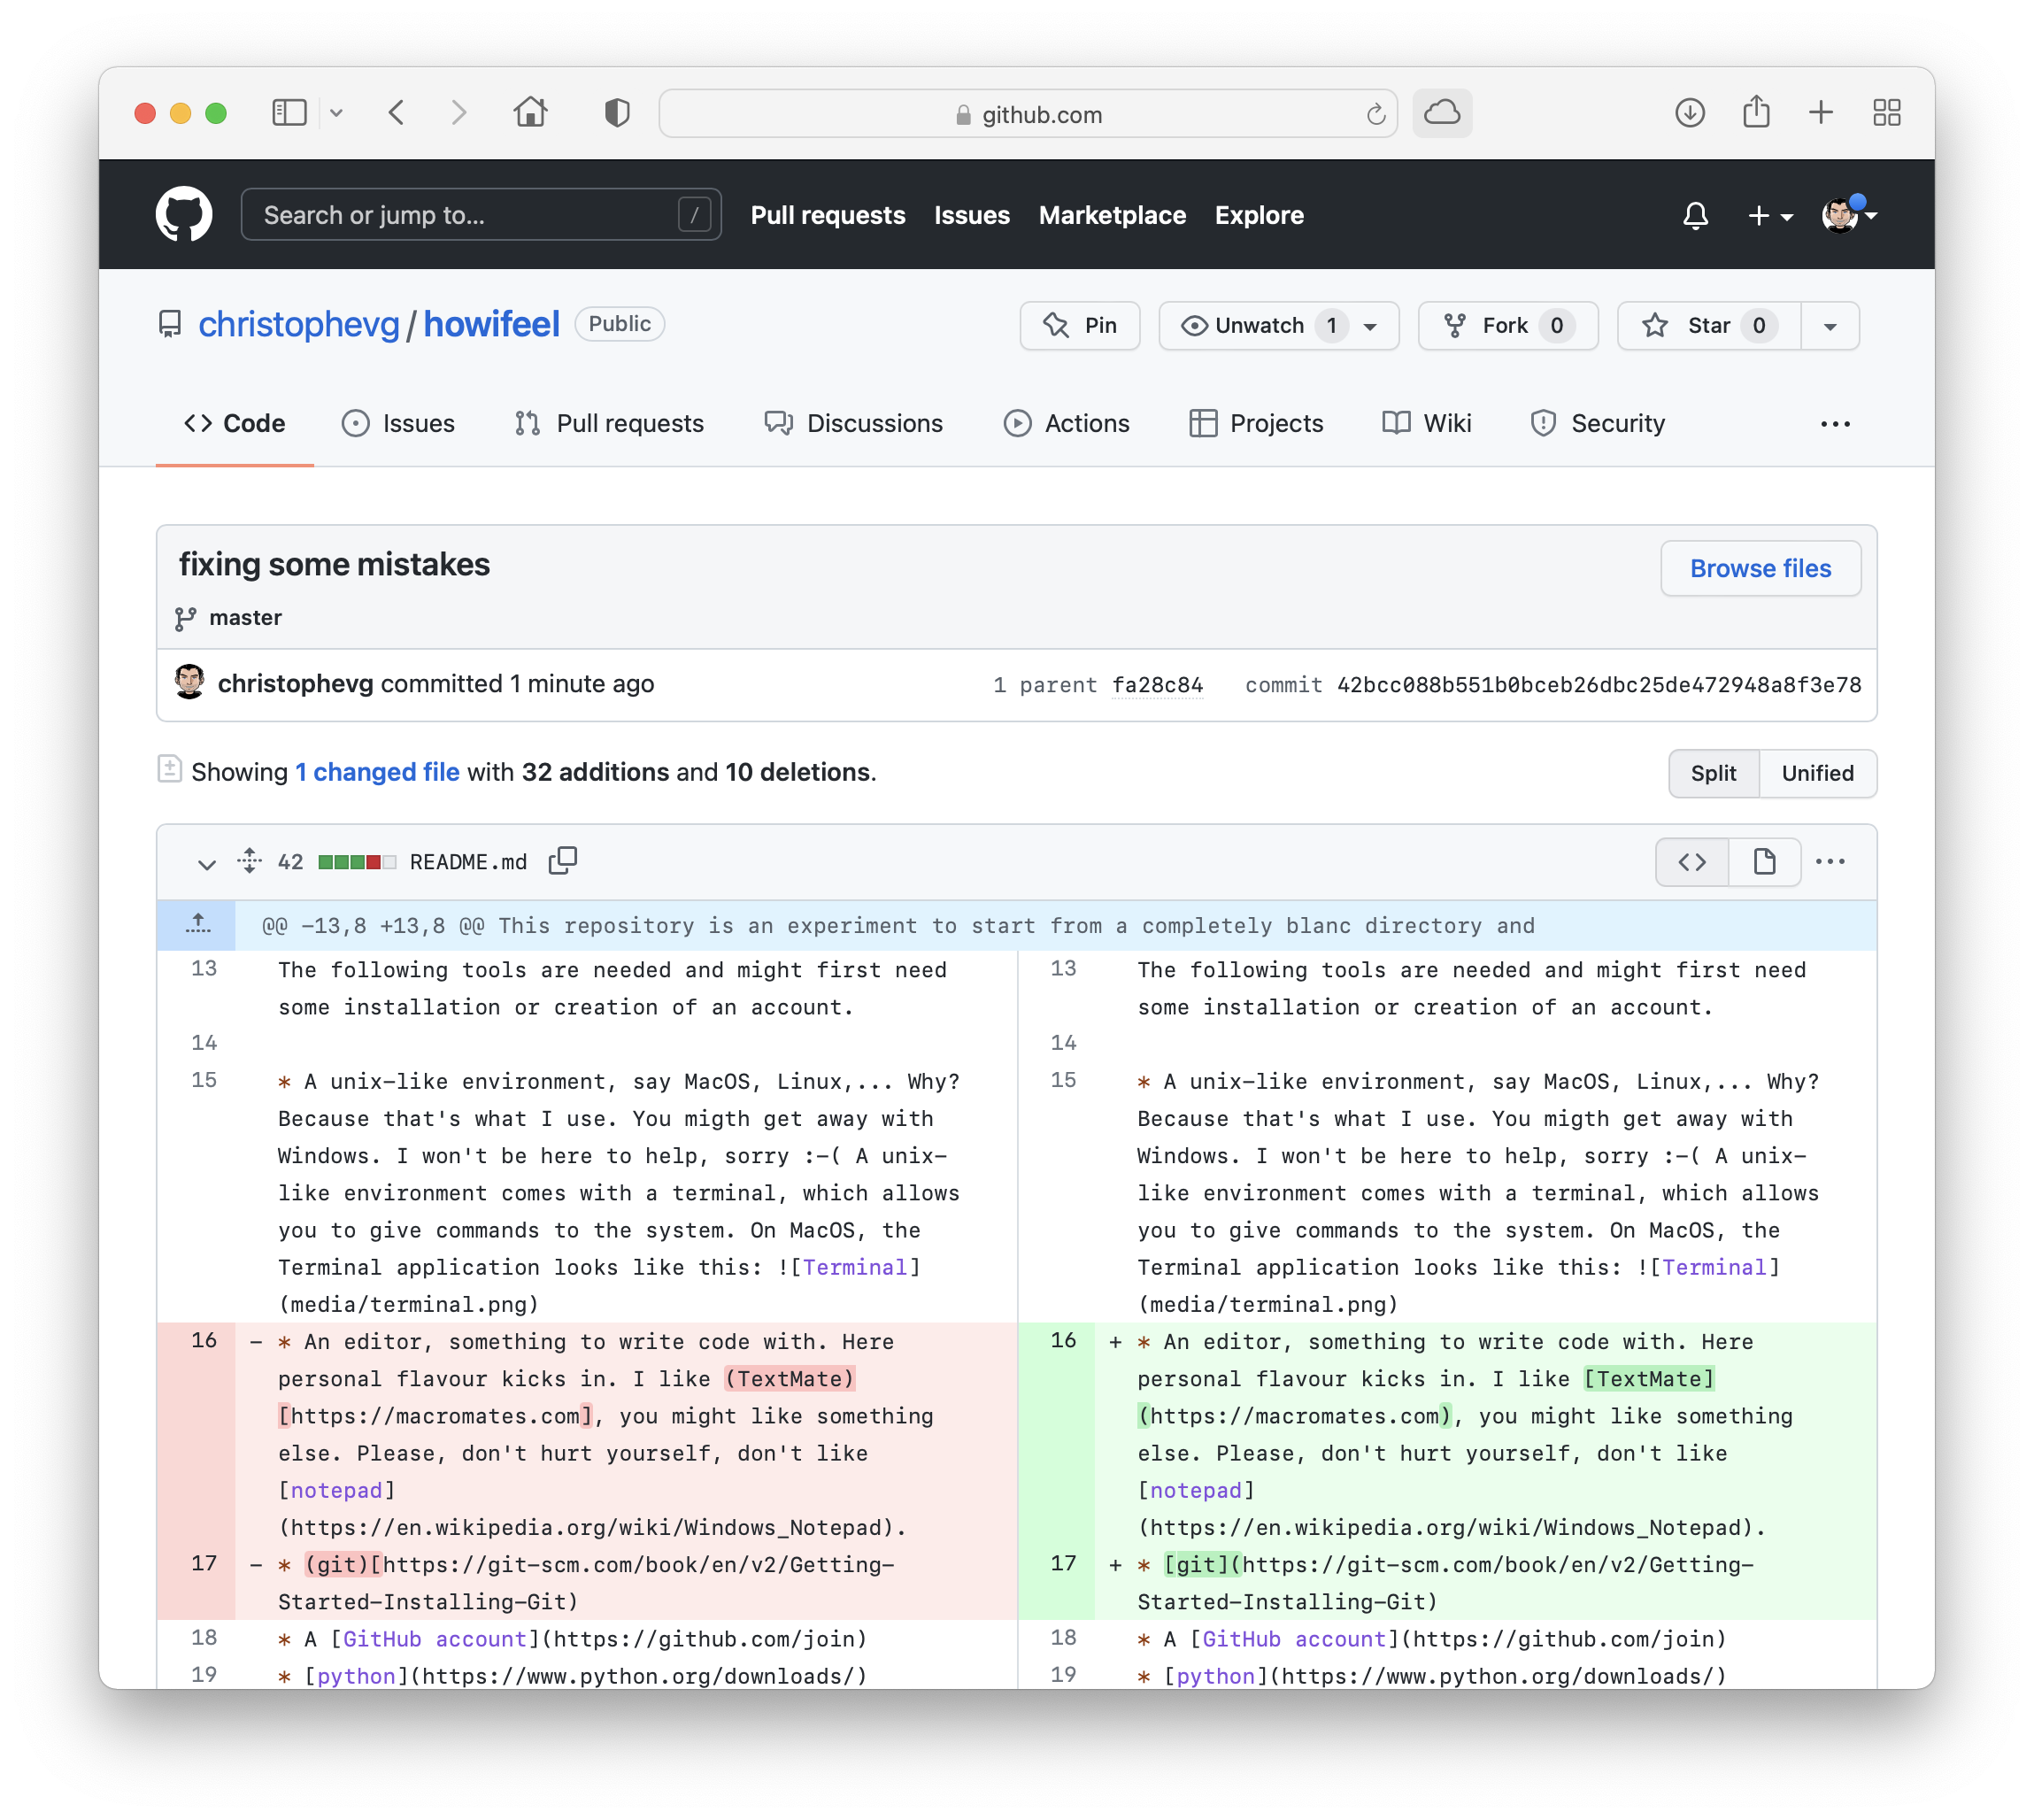 github.com
Search or jump to... /
Pull requests Issues Marketplace Explore
christophevg / howifeel Public
Pin Unwatch 1 Fork 0 Star 0
Code Issues Pull requests Discussions Actions Projects Wiki Security
fixing some mistakes
Browse files
master
christophevg committed 1 minute ago 1 parent fa28c84 commit 42bcc088b551b0bceb26dbc25de472948a8f3e78
Showing 1 changed file with 32 additions and 10 deletions.
Split Unified
42 README.md
@@ -13,8 +13,8 @@ This repository is an experiment to start from a completely blanc directory and
13 The following tools are needed and might first need
some installation or creation of an account.
14
15 * A unix-like environment, say MacOS, Linux,... Why?
Because that's what I use. You migth get away with
Windows. I won't be here to help, sorry :-( A unix-
like environment comes with a terminal, which allows
you to give commands to the system. On MacOS, the
Terminal application looks like this: ![Terminal]
(media/terminal.png)
16 - * An editor, something to write code with. Here
personal flavour kicks in. I like (TextMate)
[https://macromates.com], you might like something
else. Please, don't hurt yourself, don't like
[notepad]
(https://en.wikipedia.org/wiki/Windows_Notepad).
17 - * (git)[https://git-scm.com/book/en/v2/Getting-
Started-Installing-Git)
18 * A [GitHub account](https://github.com/join)
19 * [python](https://www.python.org/downloads/)
13 The following tools are needed and might first need
some installation or creation of an account.
14
15 * A unix-like environment, say MacOS, Linux,... Why?
Because that's what I use. You migth get away with
Windows. I won't be here to help, sorry :-( A unix-
like environment comes with a terminal, which allows
you to give commands to the system. On MacOS, the
Terminal application looks like this: ![Terminal]
(media/terminal.png)
16 + * An editor, something to write code with. Here
personal flavour kicks in. I like [TextMate]
(https://macromates.com), you might like something
else. Please, don't hurt yourself, don't like
[notepad]
(https://en.wikipedia.org/wiki/Windows_Notepad).
17 + * [git](https://git-scm.com/book/en/v2/Getting-
Started-Installing-Git)
18 * A [GitHub account](https://github.com/join)
19 * [python](https://www.python.org/downloads/)